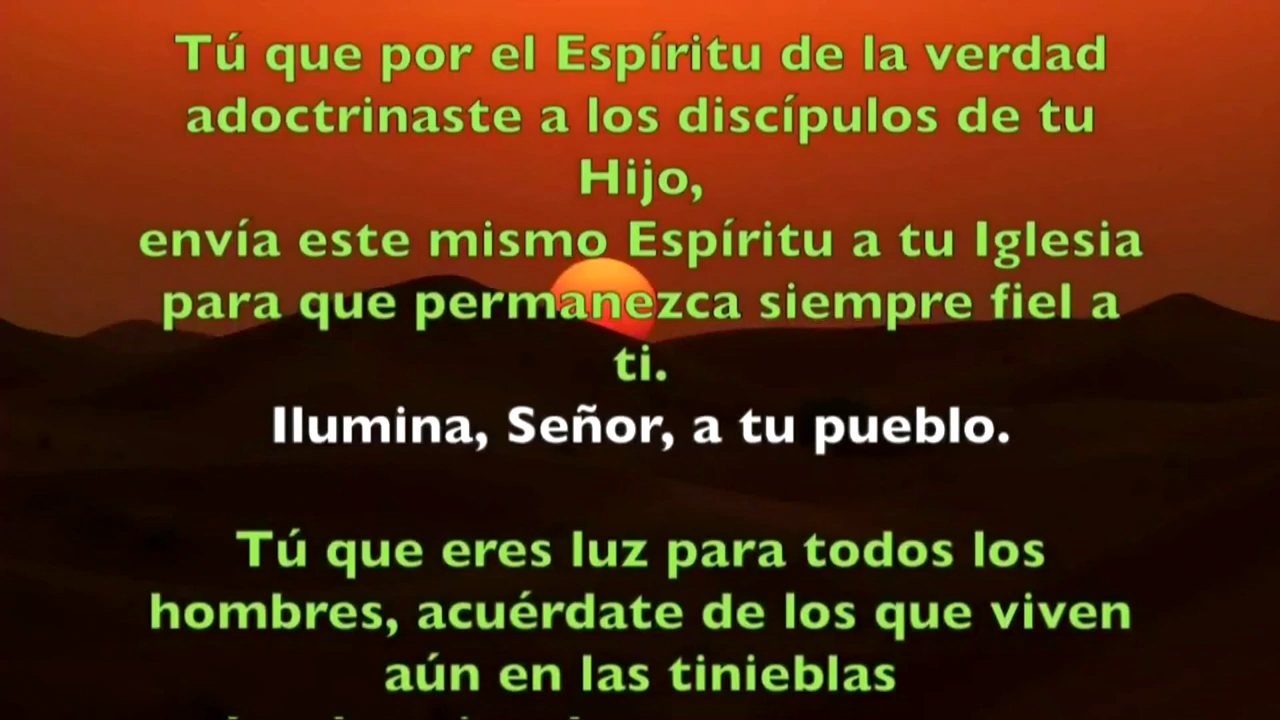 Tú que por el Espíritu de la verdad
adoctrinaste a los discípulos de tu
Hijo,
envía este mismo Espíritu a tu Iglesia
para que permanezca siempre fiel a
ti.
Ilumina, Señor, a tu pueblo.
Tú que eres luz para todos los
hombres, acuérdate de los que viven
aún en las tinieblas